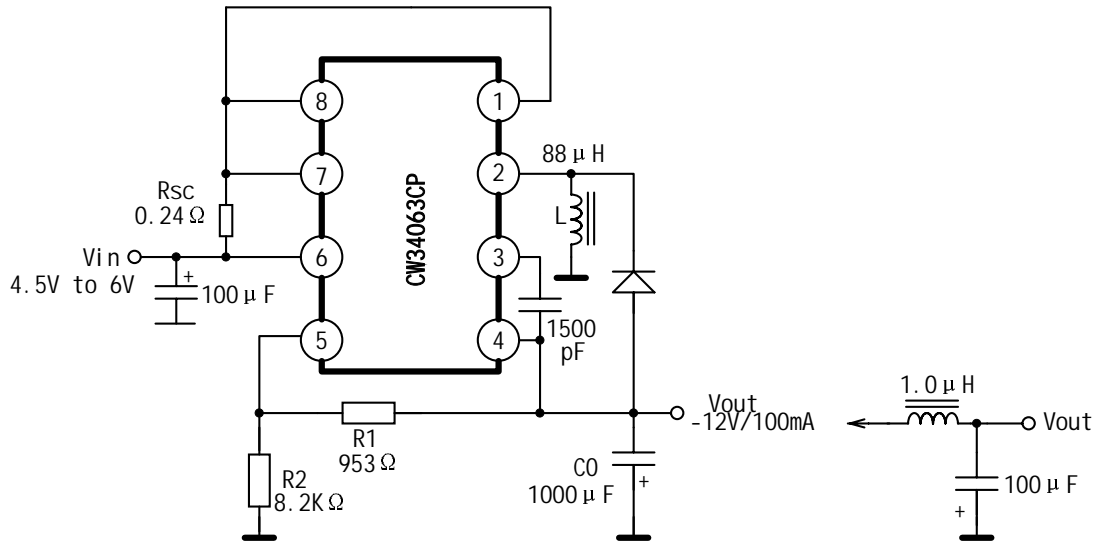 8
1
7
2
88μH
Rsc
0.24Ω
L
CW34063CP
Vin
6
3
4.5V to 6V
+
100μF
5
4
1500
pF
1.0μH
Vout
-12V/100mA
Vout
R1
953Ω
CO
1000μF
+
R2
8.2KΩ
100μF
+